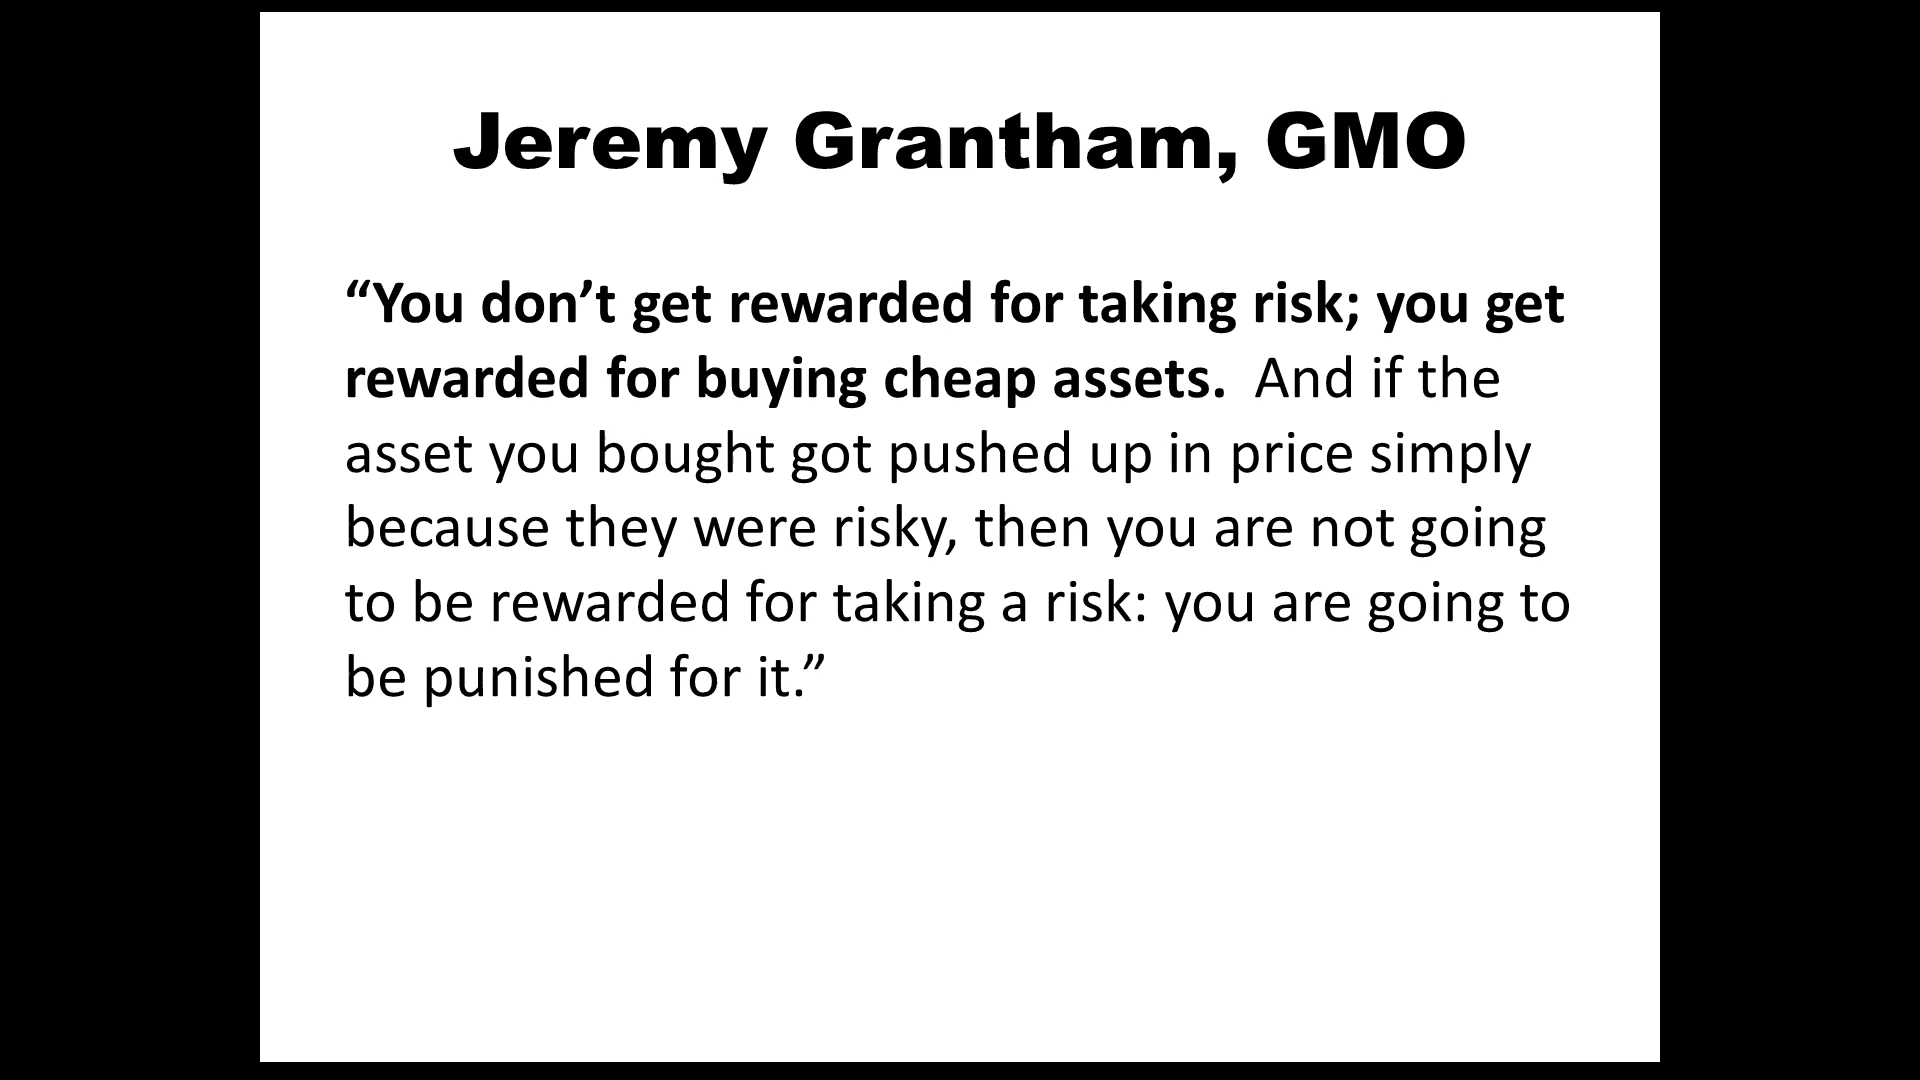 Jeremy Grantham, GMO
“You don’t get rewarded for taking risk; you get
rewarded for buying cheap assets.  And if the
asset you bought got pushed up in price simply
because they were risky, then you are not going
to be rewarded for taking a risk: you are going to
be punished for it.”